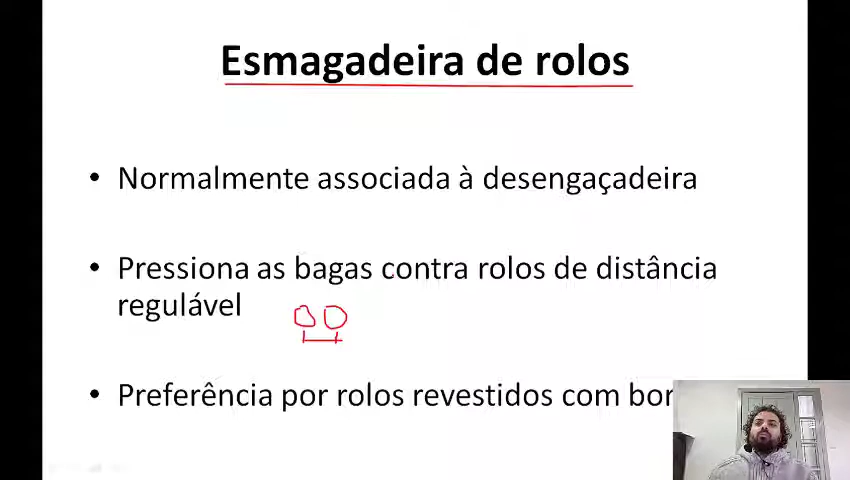 Esmagadeira de rolos
• Normalmente associada à desengaçadeira
• Pressiona as bagas contra rolos de distância
regulável
• Preferência por rolos revestidos com bor